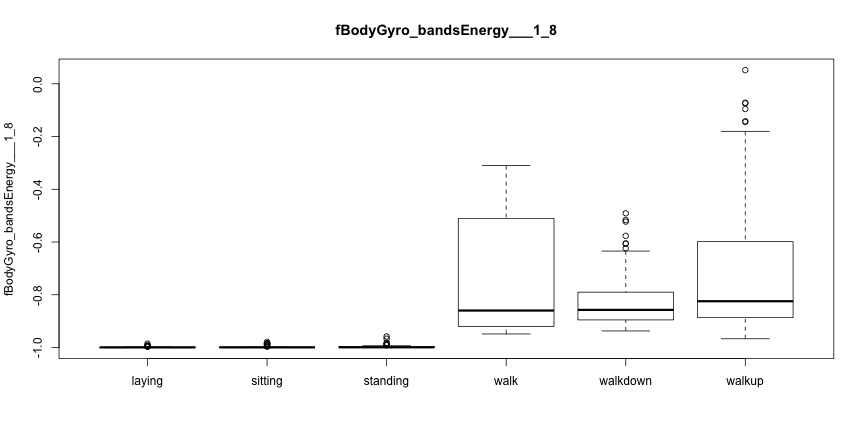 fBodyGyro_bandsEnergy___1_8
fBodyGyro_bandsEnergy___1_8
0.0
-0.2
-0.4
-0.6
-0.8
-1.0
laying sitting standing walk walkdown walkup